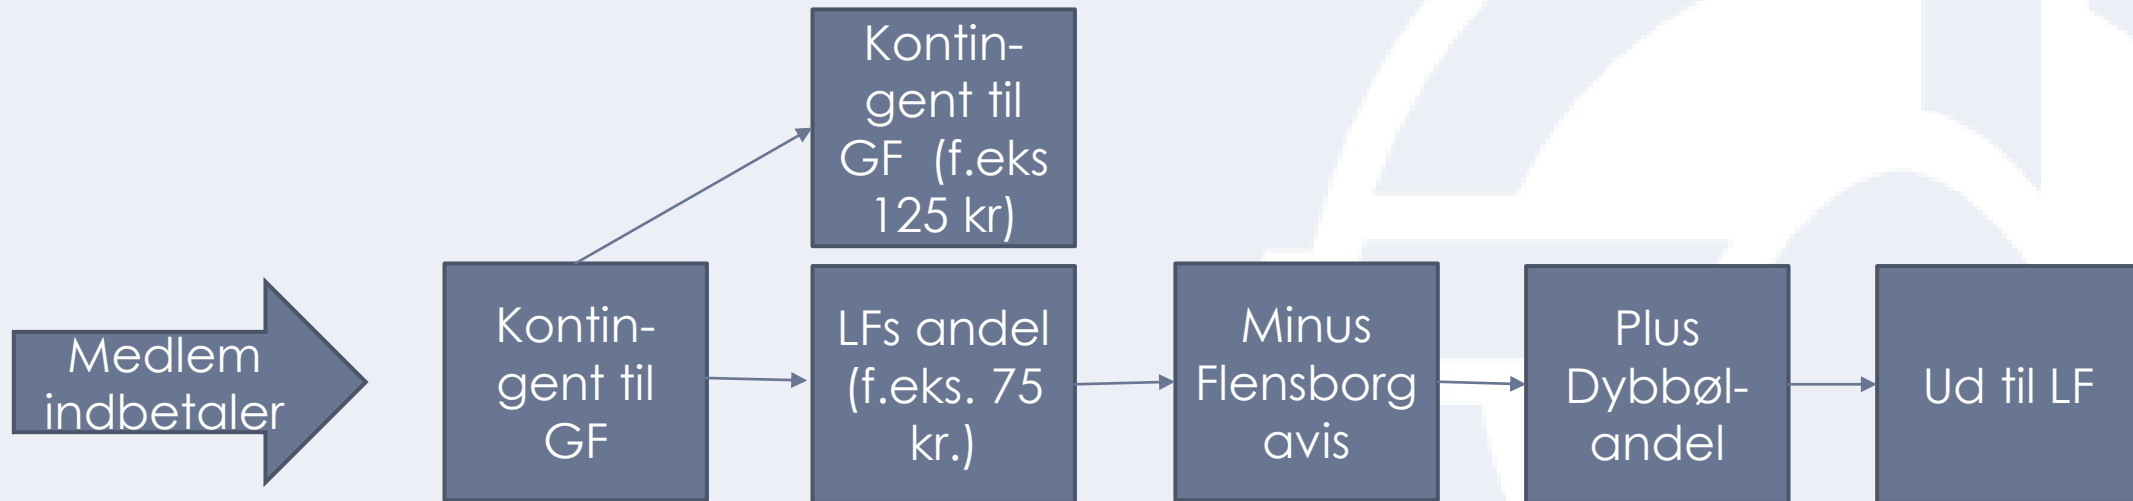 Medlem
indbetaler
Kontin-
gent til
GF
Kontin-
gent til
GF (f.eks
125 kr)
LFs andel
(f.eks. 75
kr.)
Minus
Flensborg
avis
Plus
Dybbøl-
andel
Ud til LF